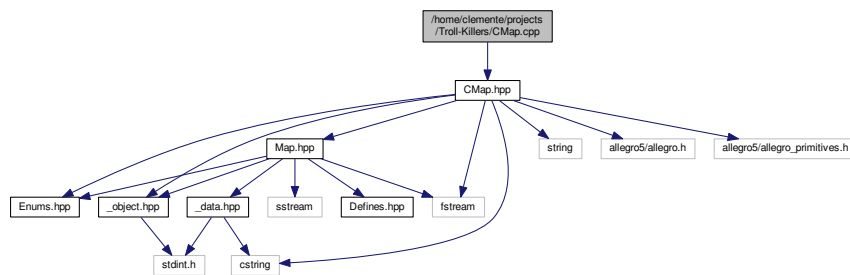 /home/clemente/projects
/Troll-Killers/CMap.cpp
CMap.hpp
Map.hpp
string
allegro5/allegro.h
allegro5/allegro_primitives.h
Enums.hpp
_object.hpp
_data.hpp
sstream
Defines.hpp
fstream
stdint.h
cstring